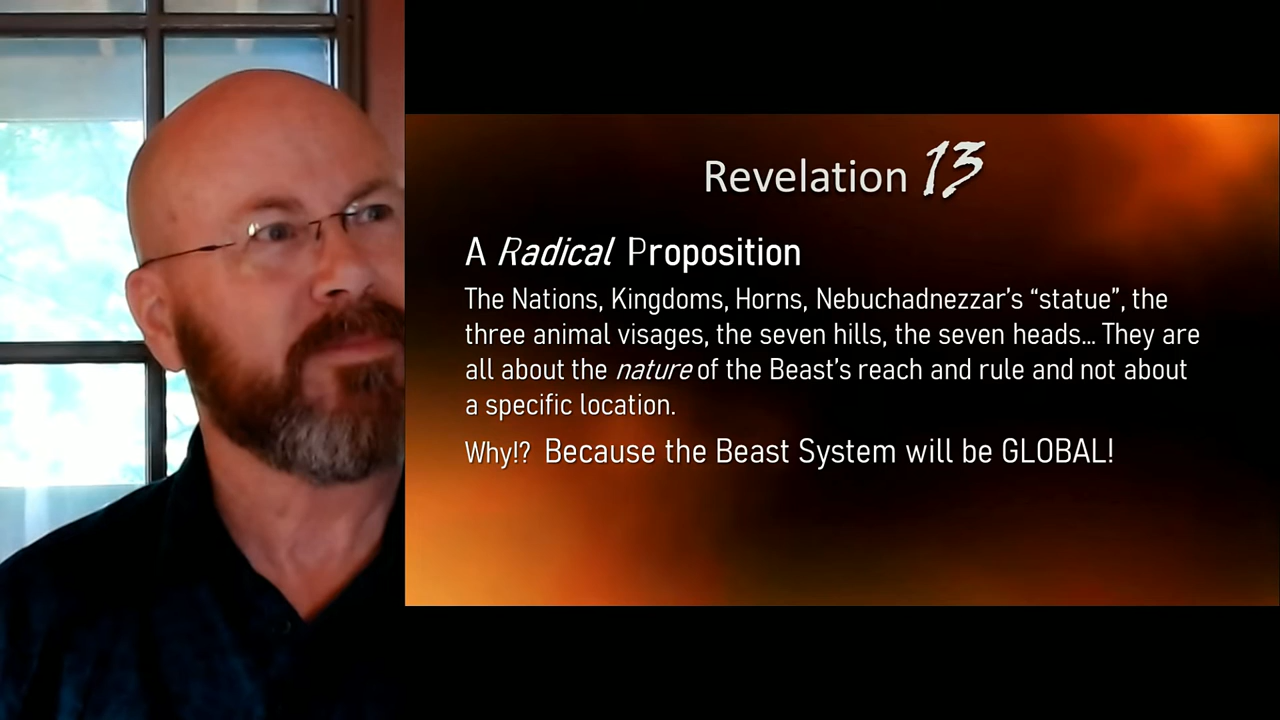 Revelation 13
A Radical Proposition
The Nations, Kingdoms, Horns, Nebuchadnezzar’s “statue”, the
three animal visages, the seven hills, the seven heads... They are
all about the nature of the Beast’s reach and rule and not about
a specific location.
Why!? Because the Beast System will be GLOBAL!